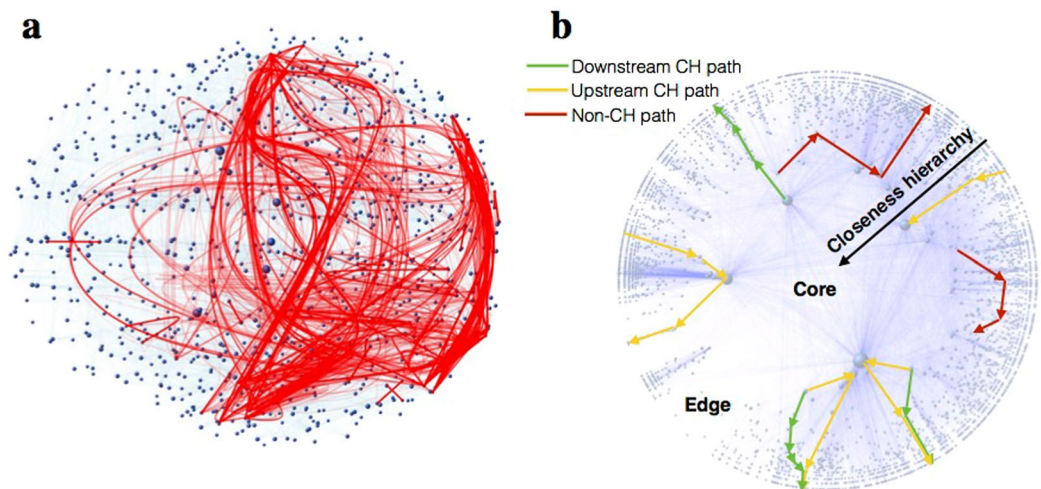 a
b
Downstream CH path
Upstream CH path
Non-CH path
Closeness hierarchy
Core
Edge